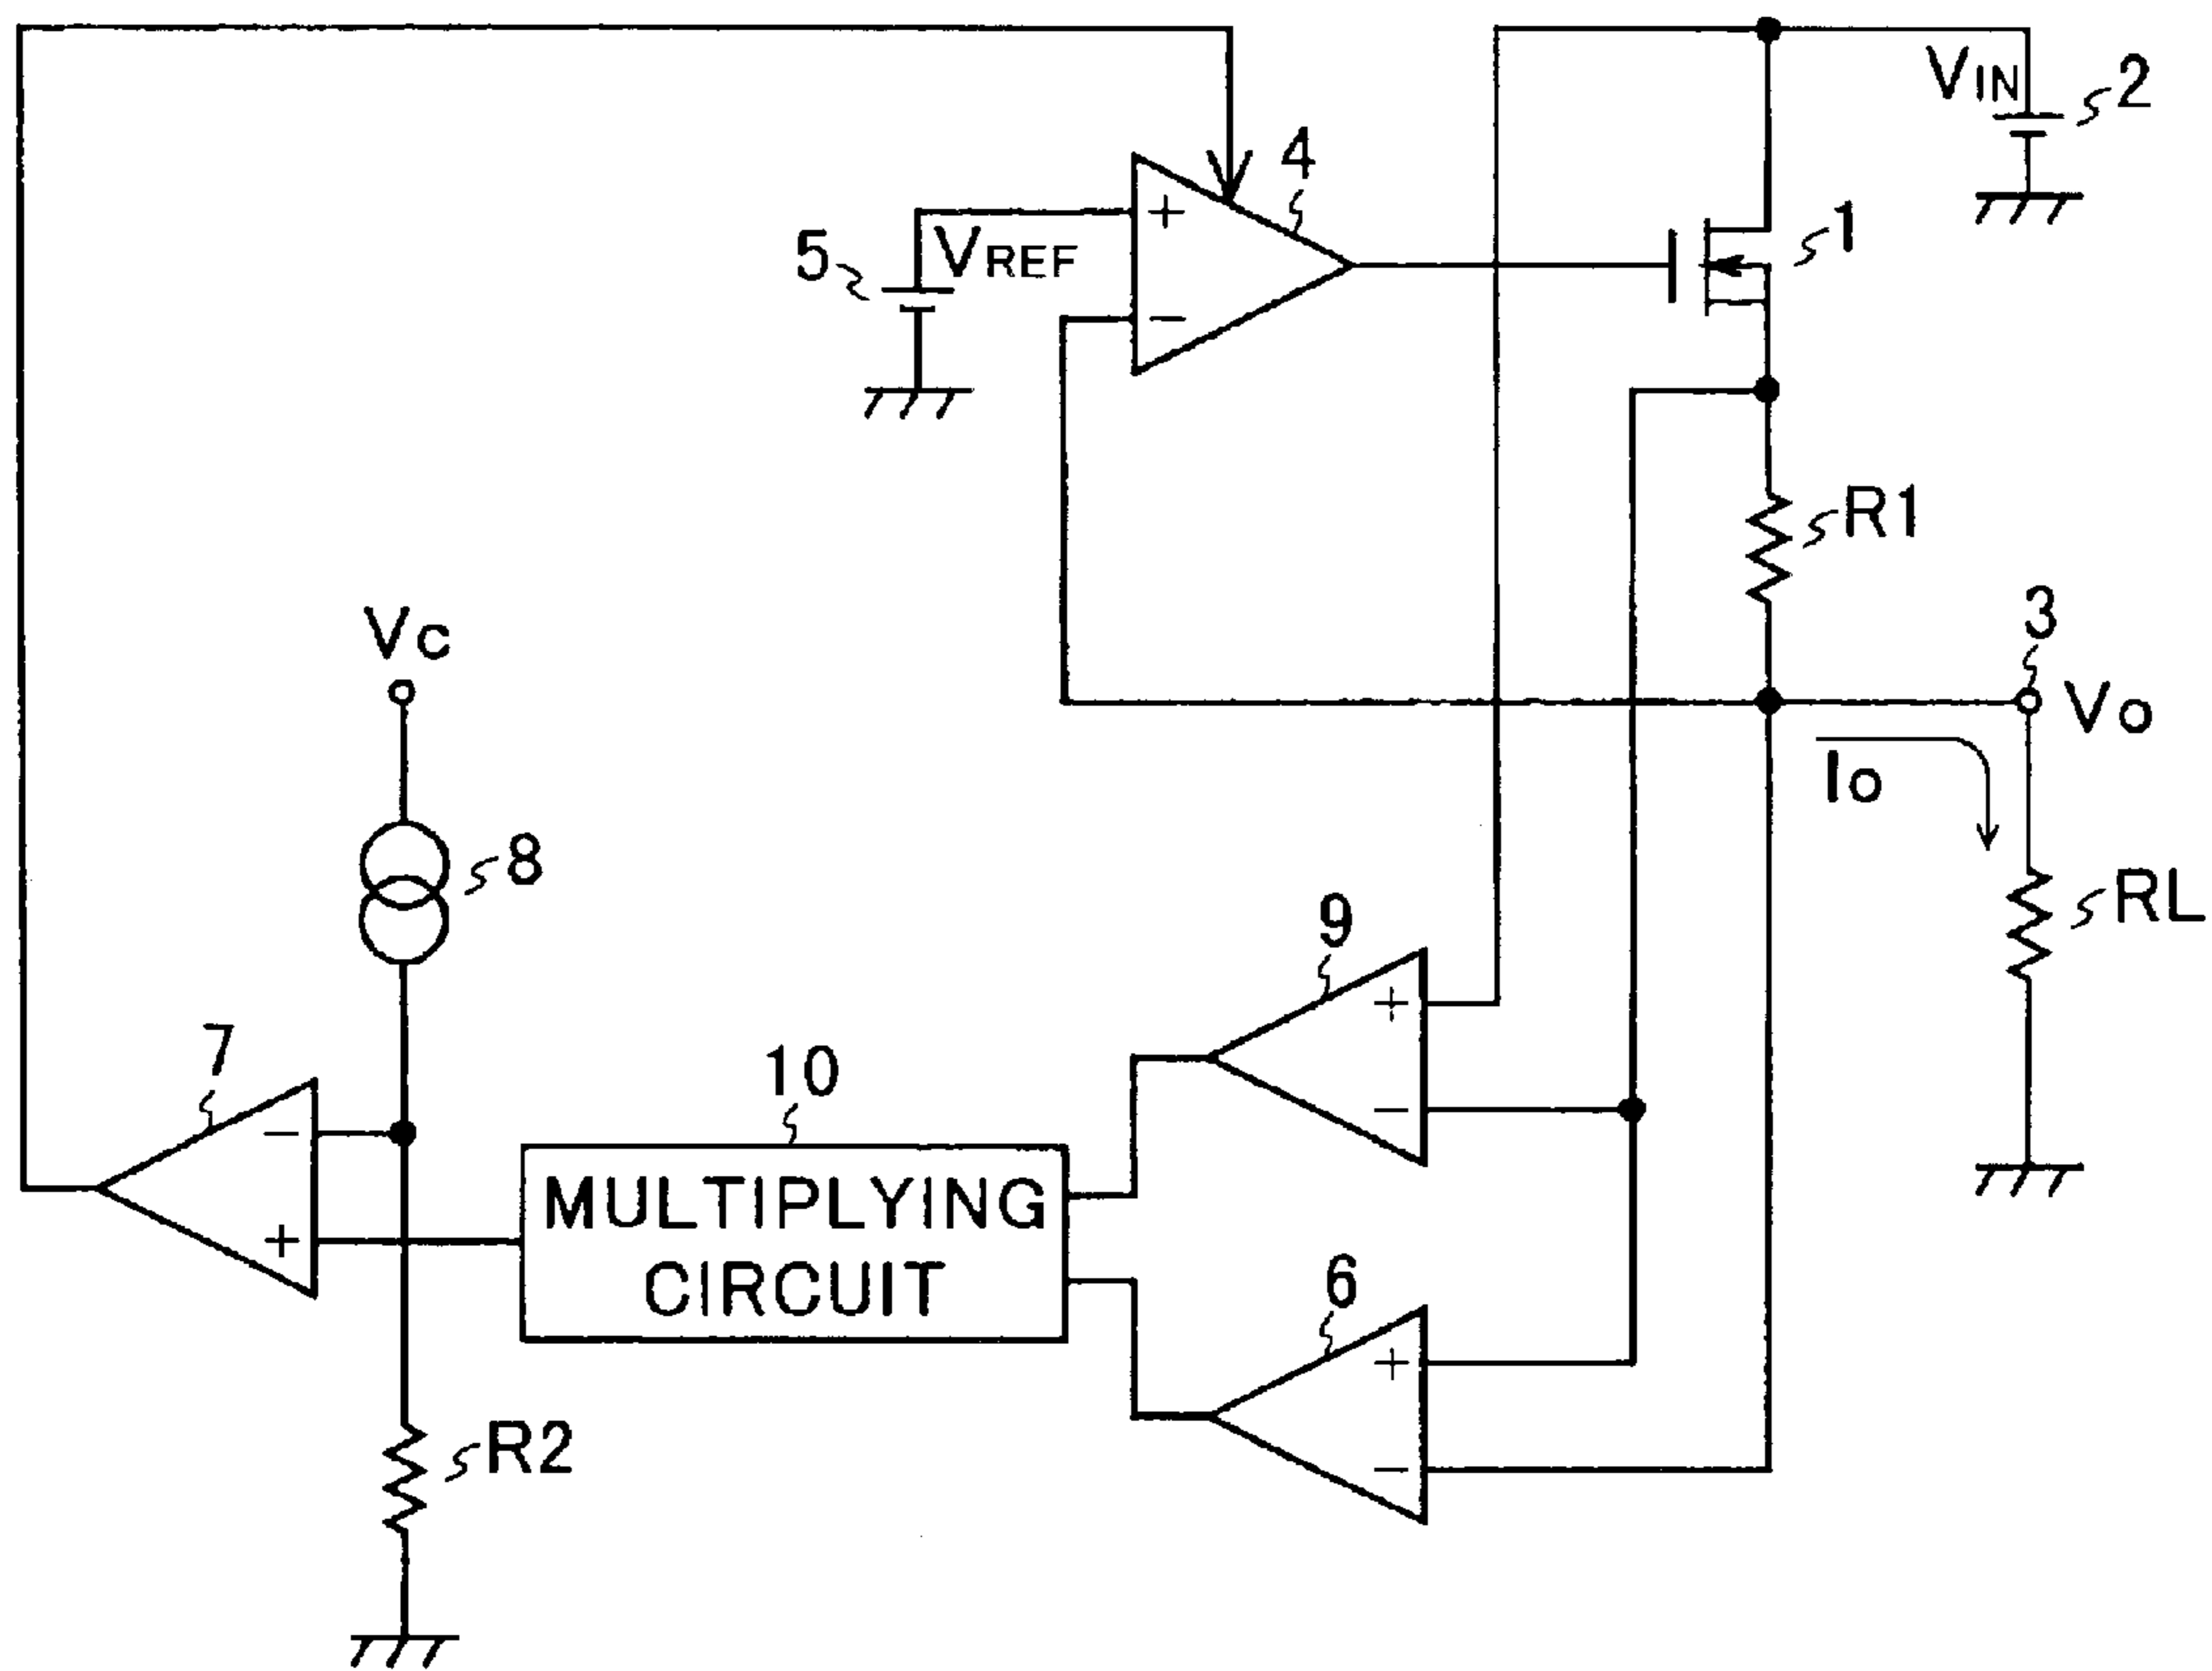 VIN
2
4
+
5
VREF
1
−
R1
3
Vc
Vo
Io
8
RL
9
+
7
10
−
−
MULTIPLYING
CIRCUIT
+
6
+
R2
−